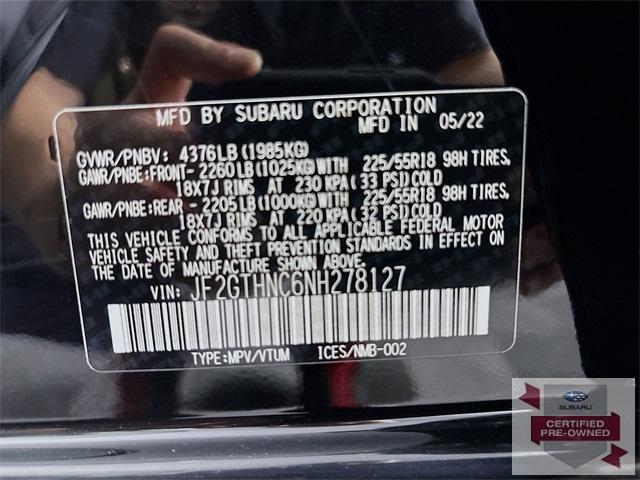 MFD BY SUBARU CORPORATION
MFD IN 05/22
GVWR/PNBV: 4376LB (1985KG)
GAWR/PNBE:FRONT- 2260LB (1025KG)WITH 225/55R18 98H TIRES,
18X7J RIMS AT 230 KPA (33 PSI)COLD
GAWR/PNBE:REAR - 2205LB (1000KG)WITH 225/55R18 98H TIRES,
18X7J RIMS AT 220 KPA (32 PSI)COLD
THIS VEHICLE CONFORMS TO ALL APPLICABLE FEDERAL MOTOR
VEHICLE SAFETY AND THEFT PREVENTION STANDARDS IN EFFECT ON
THE DATE OF MANUFACTURE SHOWN ABOVE.
VIN: JF2GTHNC6NH278127
TYPE:MPV/VTUM ICES/NMB-002
SUBARU
CERTIFIED
PRE-OWNED